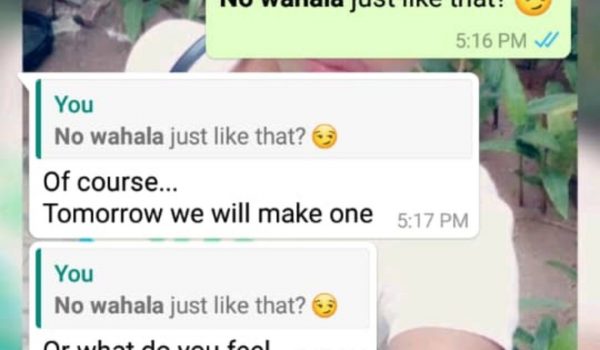 No wahala just like that? 😏
5:16 PM
You
No wahala just like that? 😏
Of course...
Tomorrow we will make one 5:17 PM
You
No wahala just like that? 😏
Or what do you feel